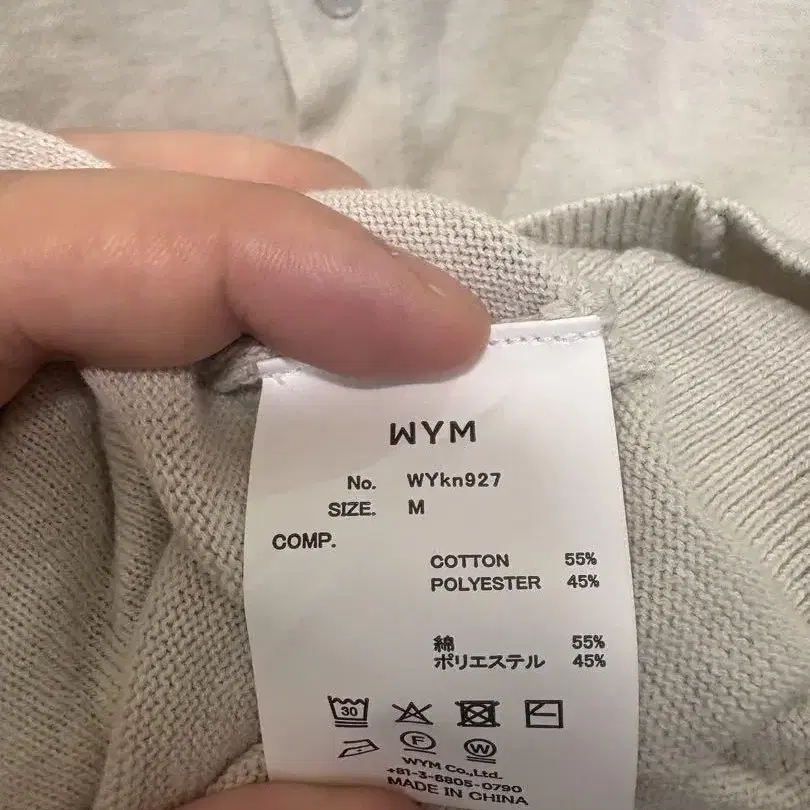 WYM
No. WYkn927
SIZE. M
COMP.
COTTON 55%
POLYESTER 45%
綿 55%
ポリエステル 45%
30
F W
WYM Co.,Ltd.
+81-3-6805-0790
MADE IN CHINA